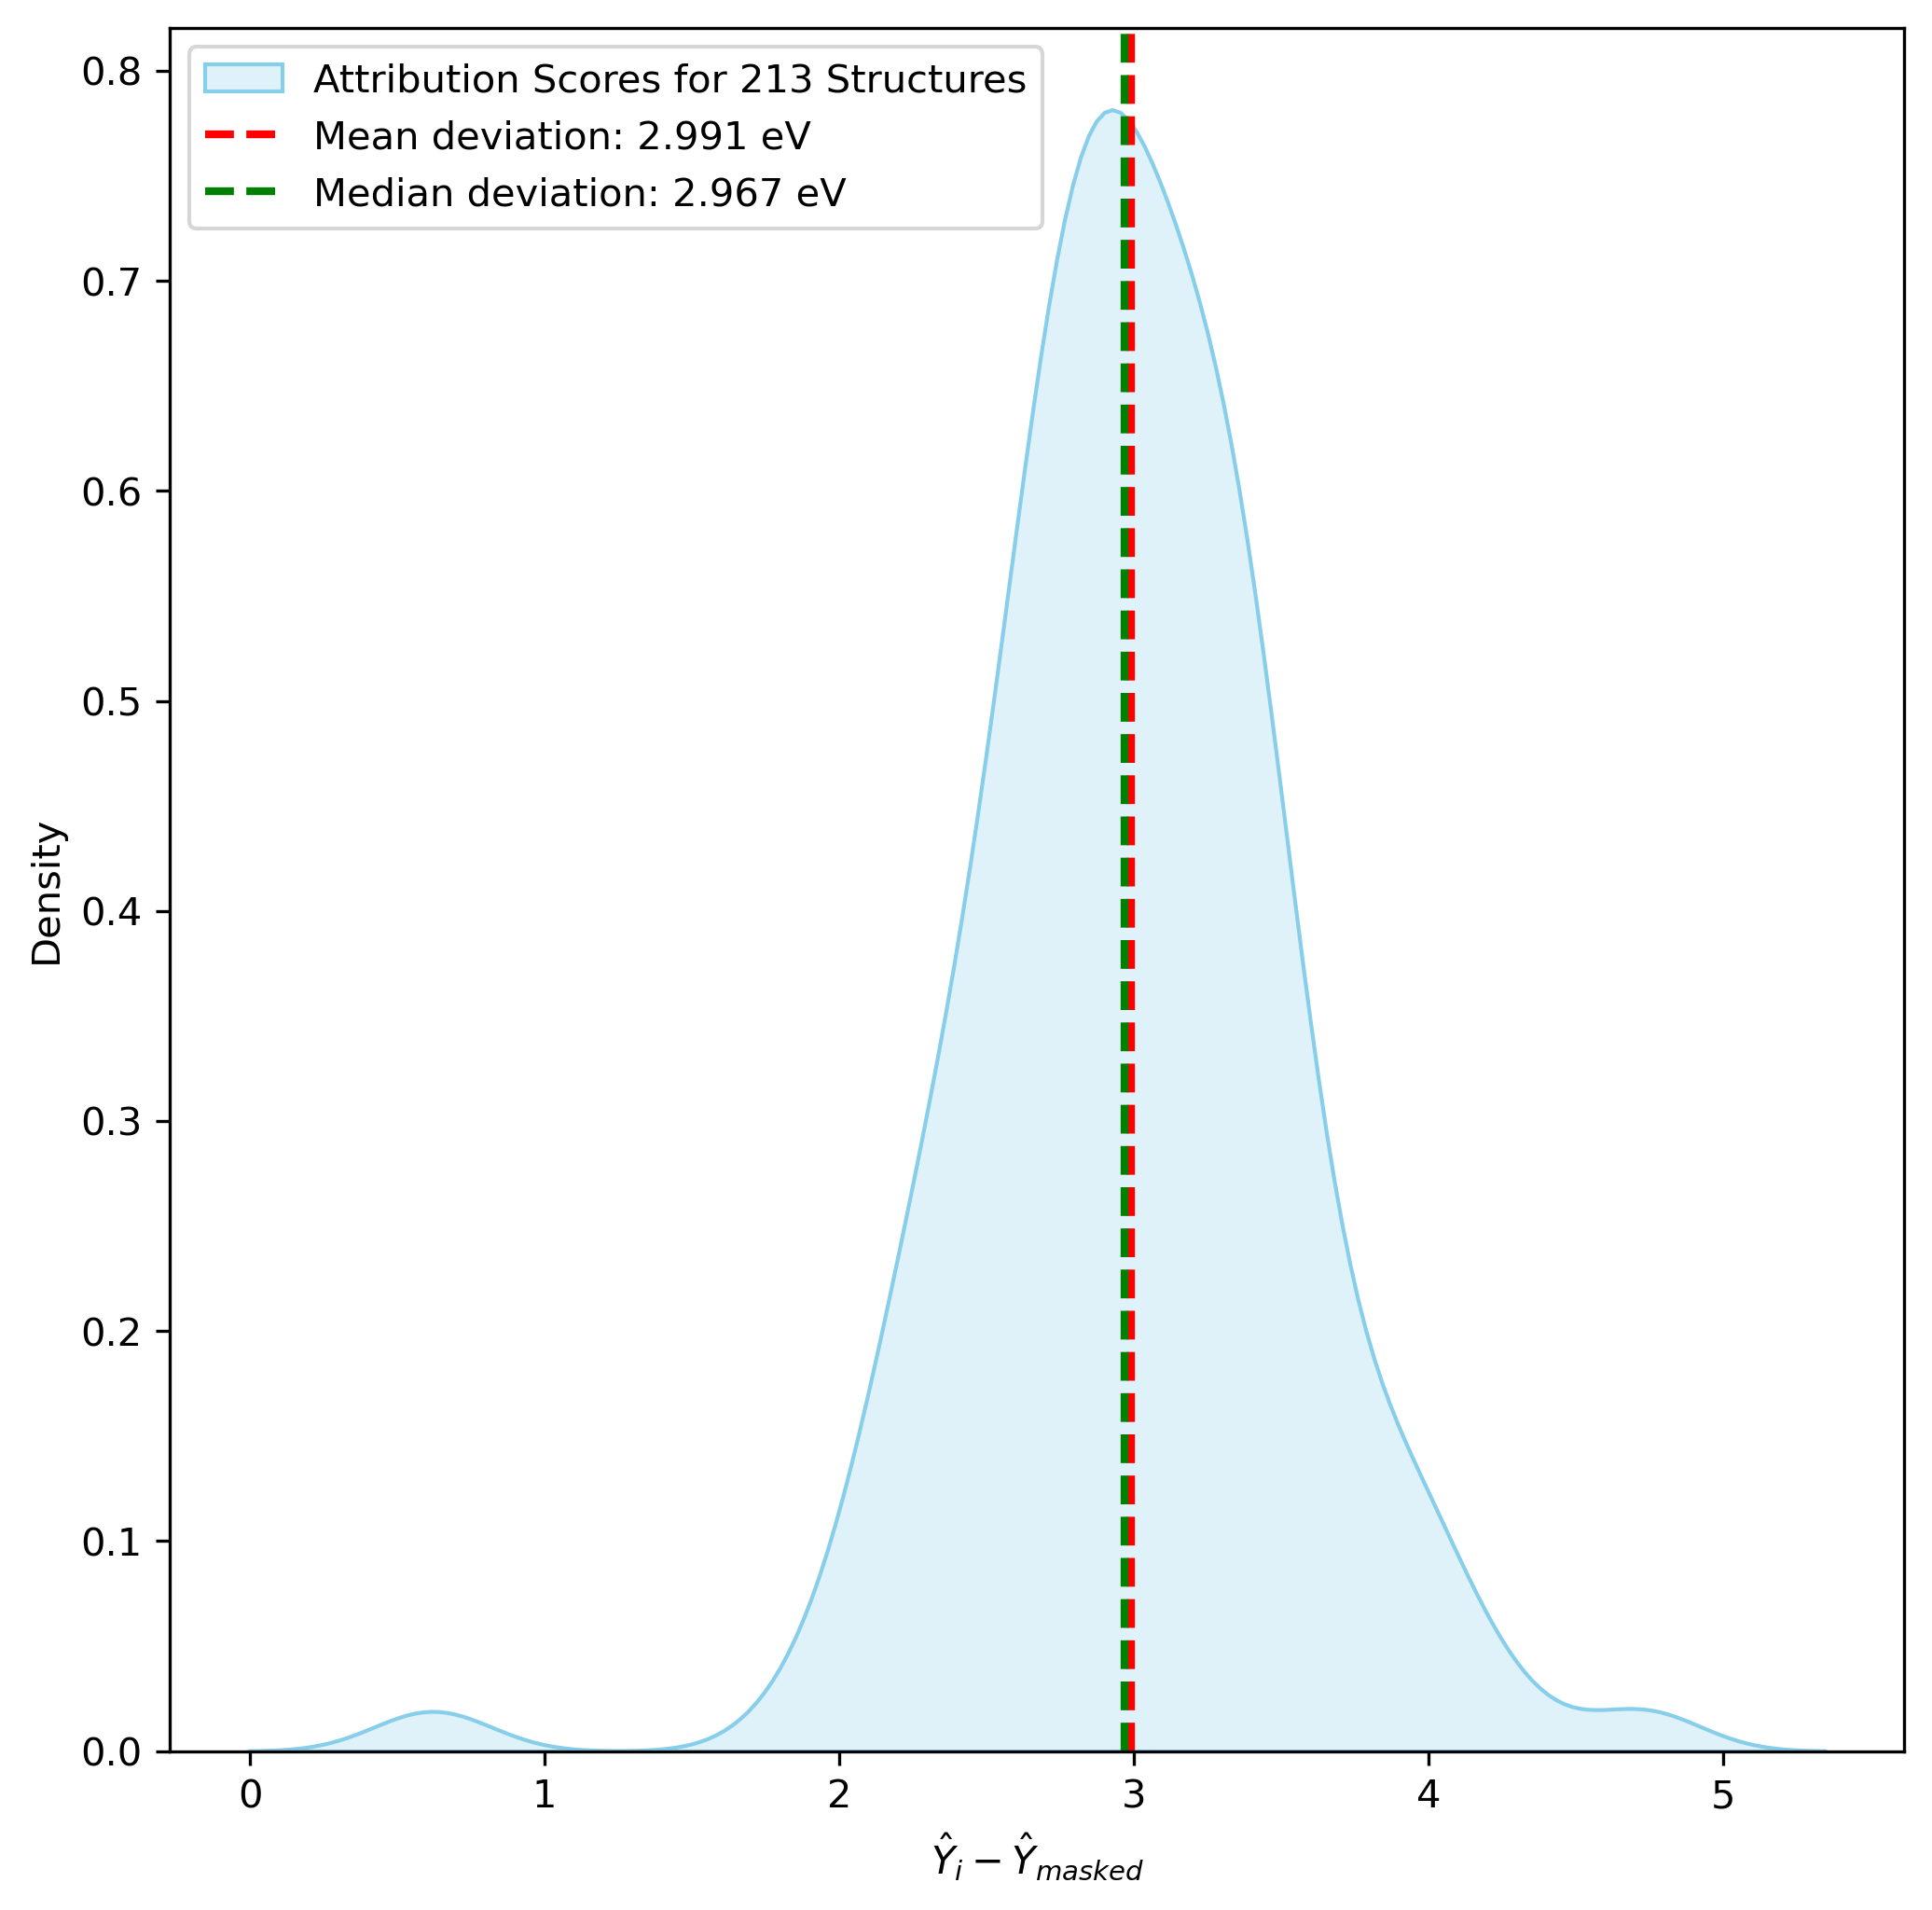 Attribution Scores for 213 Structures
Mean deviation: 2.991 eV
Median deviation: 2.967 eV
0.8
0.7
0.6
0.5
0.4
0.3
0.2
0.1
0.0
Density
0 1 2 3 4 5
Ŷ_i − Ŷ_masked